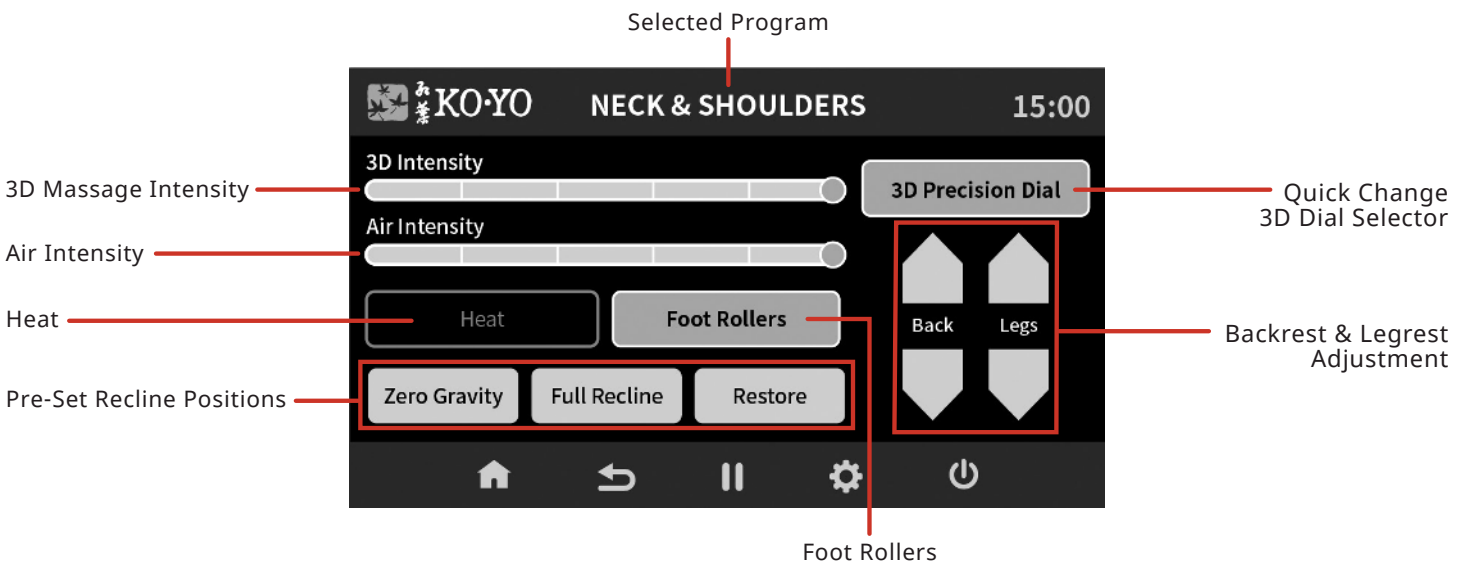 Selected Program
KO·YO
NECK & SHOULDERS
15:00
3D Intensity
3D Massage Intensity
3D Precision Dial
Quick Change
3D Dial Selector
Air Intensity
Air Intensity
Heat
Heat
Foot Rollers
Back
Legs
Backrest & Legrest
Adjustment
Pre-Set Recline Positions
Zero Gravity
Full Recline
Restore
Foot Rollers